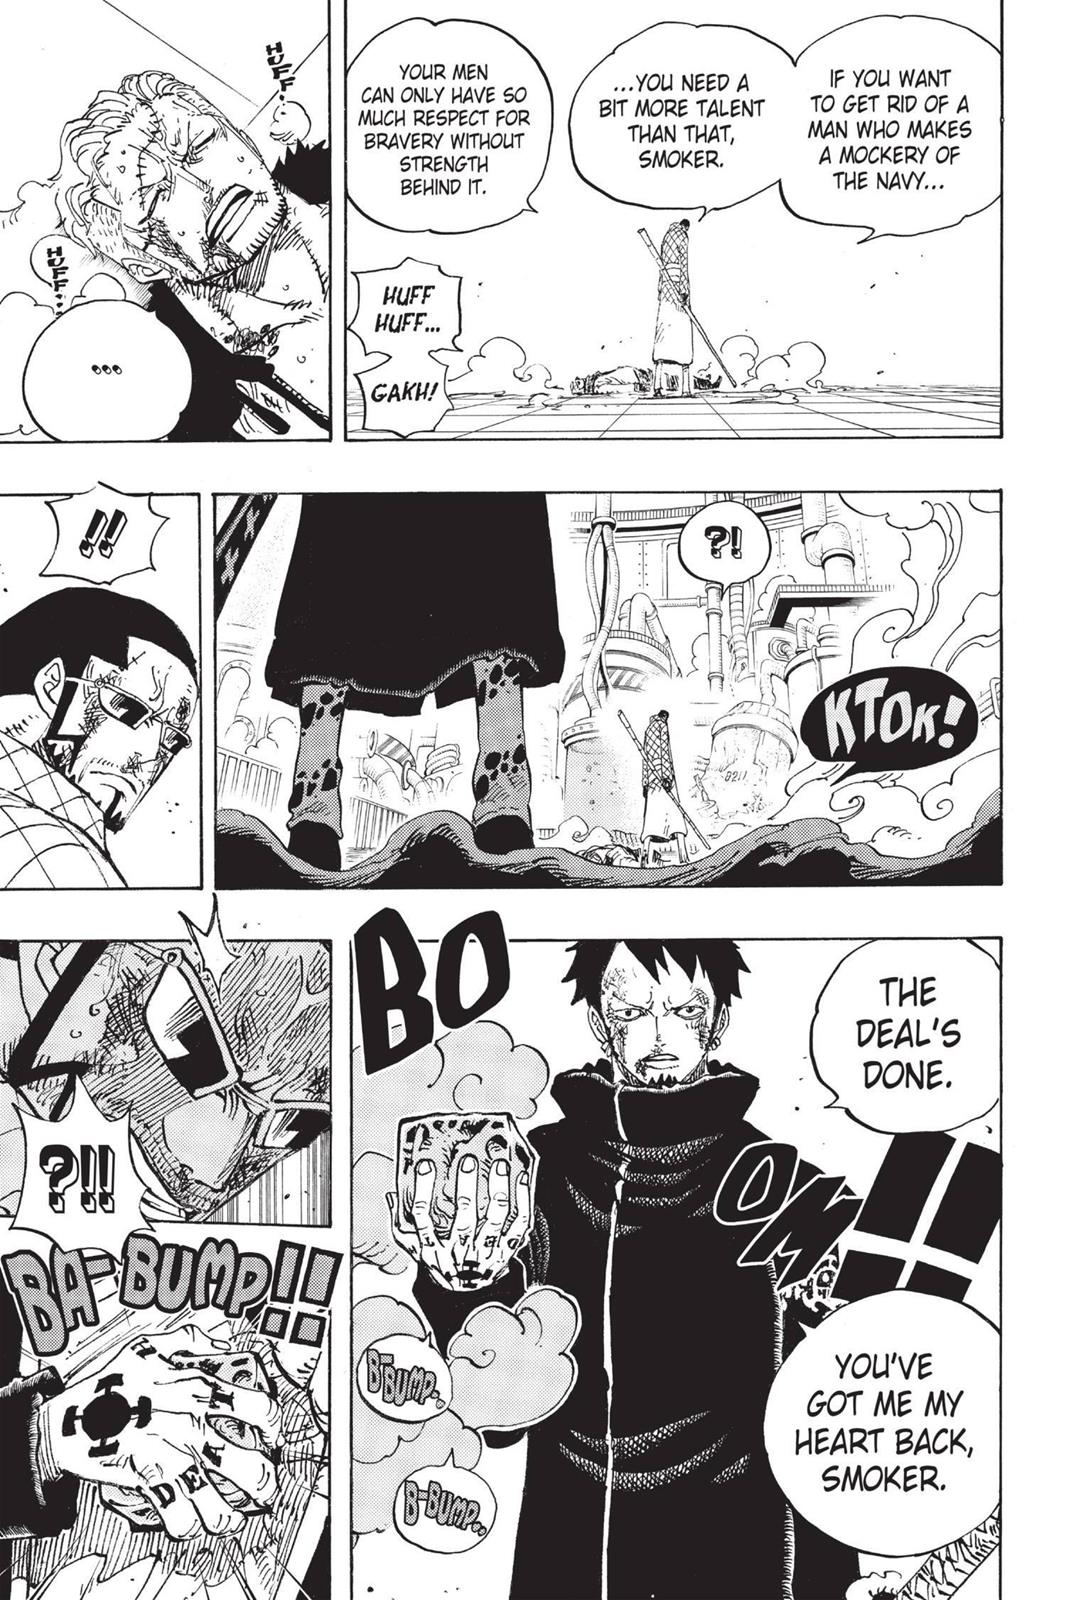 IF YOU WANT
TO GET RID OF A
MAN WHO MAKES
A MOCKERY OF
THE NAVY...
...YOU NEED A
BIT MORE TALENT
THAN THAT,
SMOKER.
YOUR MEN
CAN ONLY HAVE SO
MUCH RESPECT FOR
BRAVERY WITHOUT
STRENGTH
BEHIND IT.
HUFF
HUFF...
GAKH!
HUFF..
HUFF..
...
KTOK!
?!
!!
BOOM!!
THE
DEAL'S
DONE.
YOU'VE
GOT ME MY
HEART BACK,
SMOKER.
B-BUMP..
B-BUMP..
?!!
BA-BUMP!!
DEATH